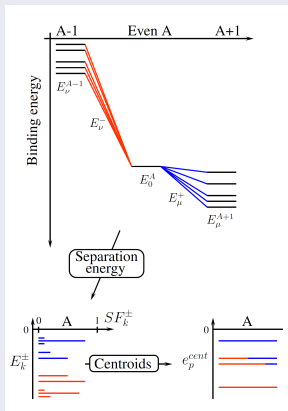 A-1 Even A A+1
Binding energy
E_ν^{A-1}
E_ν^-
E_0^A
E_μ^+
E_μ^{A+1}
Separation
energy
0 A SF_k^±
0 1
E_k^±
Centroids
0 A
e_p^{cent}